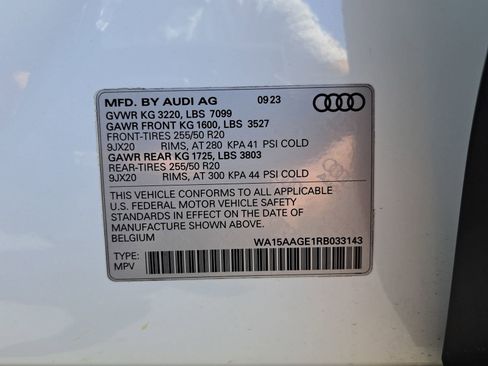 MFD. BY AUDI AG 09 23
GVWR KG 3220, LBS 7099
GAWR FRONT KG 1600, LBS 3527
FRONT-TIRES 255/50 R20
9JX20 RIMS, AT 280 KPA 41 PSI COLD
GAWR REAR KG 1725, LBS 3803
REAR-TIRES 255/50 R20
9JX20 RIMS, AT 300 KPA 44 PSI COLD
THIS VEHICLE CONFORMS TO ALL APPLICABLE
U.S. FEDERAL MOTOR VEHICLE SAFETY
STANDARDS IN EFFECT ON THE DATE OF
MANUFACTURE SHOWN ABOVE.
BELGIUM WA15AAGE1RB033143
TYPE:
MPV